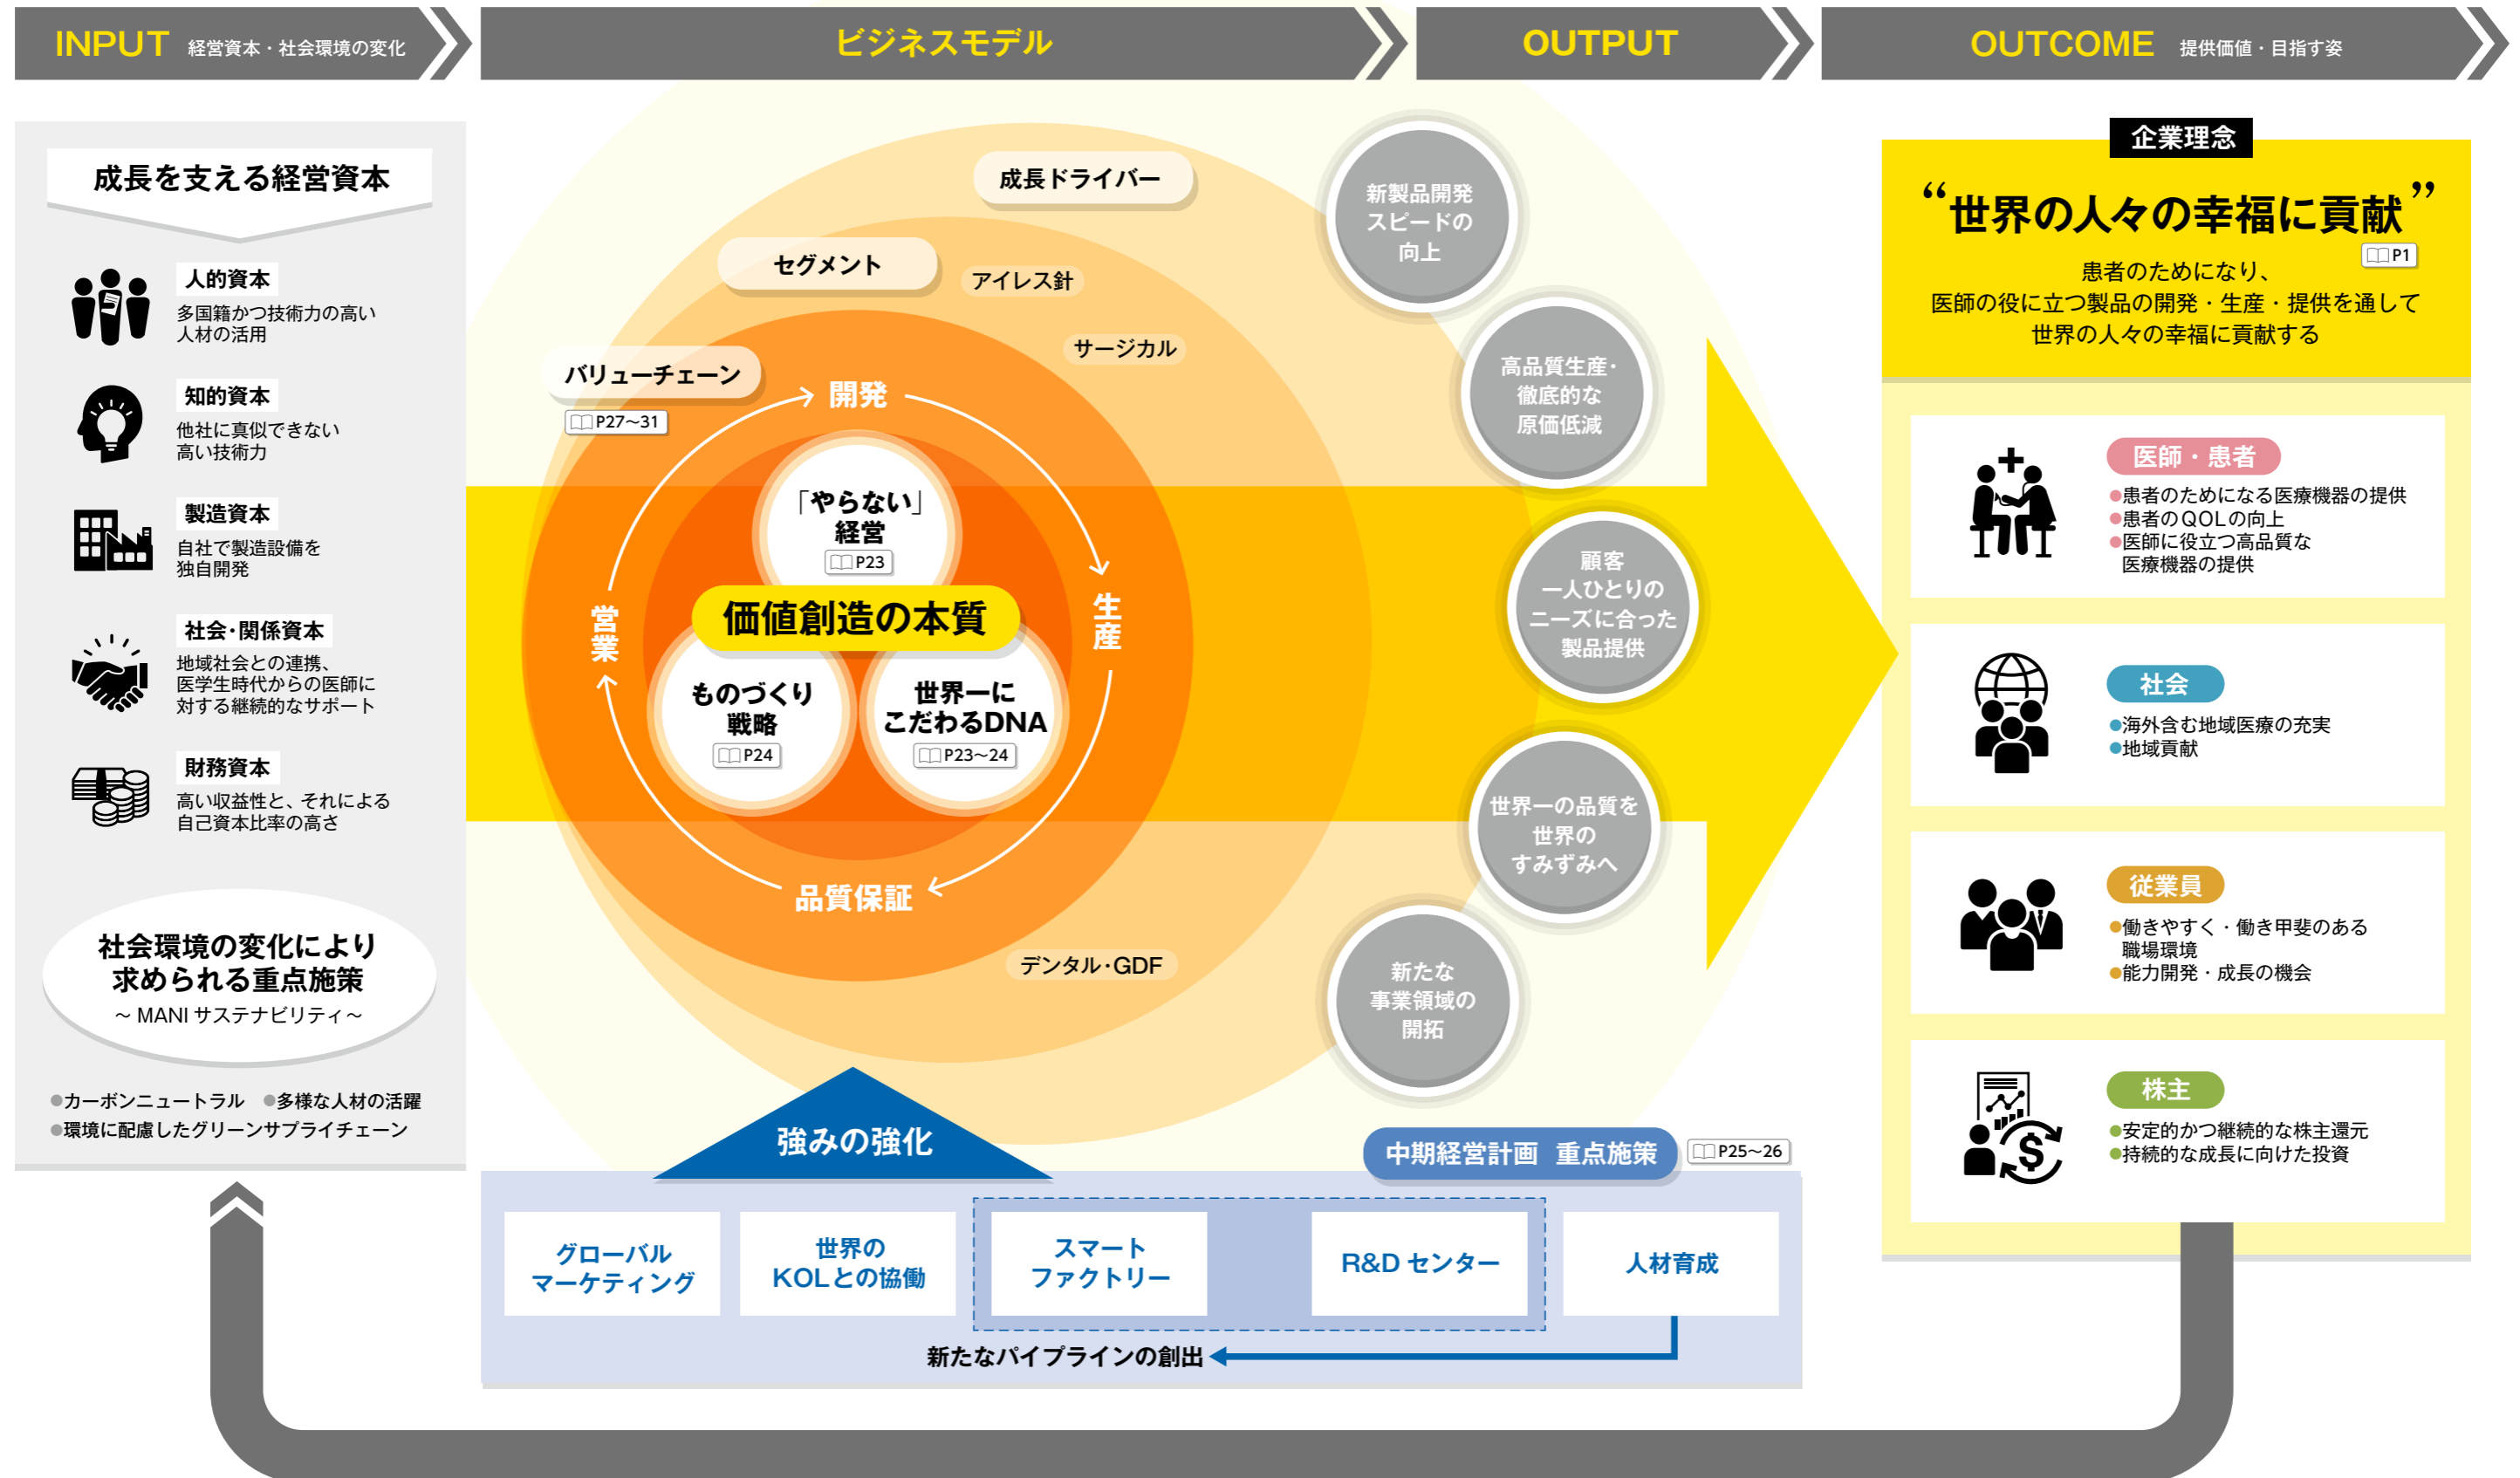 INPUT 経営資本・社会環境の変化
ビジネスモデル
OUTPUT
OUTCOME 提供価値・目指す姿
成長を支える経営資本
人的資本
多国籍かつ技術力の高い
人材の活用
知的資本
他社に真似できない
高い技術力
製造資本
自社で製造設備を
独自開発
社会・関係資本
地域社会との連携、
医学生時代からの医師に
対する継続的なサポート
財務資本
高い収益性と、それによる
自己資本比率の高さ
社会環境の変化により
求められる重点施策
～ MANI サステナビリティ～
●カーボンニュートラル ●多様な人材の活躍
●環境に配慮したグリーンサプライチェーン
成長ドライバー
セグメント
アイレス針
サージカル
デンタル・GDF
バリューチェーン
P27～31
開発
生産
品質保証
営業
「やらない」
経営
P23
価値創造の本質
ものづくり
戦略
P24
世界一に
こだわるDNA
P23～24
新製品開発
スピードの
向上
高品質生産・
徹底的な
原価低減
顧客
一人ひとりの
ニーズに合った
製品提供
世界一の品質を
世界の
すみずみへ
新たな
事業領域の
開拓
強みの強化
中期経営計画 重点施策
P25～26
グローバル
マーケティング
世界の
KOLとの協働
スマート
ファクトリー
R&D センター
人材育成
新たなパイプラインの創出
企業理念
“世界の人々の幸福に貢献”
P1
患者のためになり、
医師の役に立つ製品の開発・生産・提供を通して
世界の人々の幸福に貢献する
医師・患者
●患者のためになる医療機器の提供
●患者のQOLの向上
●医師に役立つ高品質な
医療機器の提供
社会
●海外含む地域医療の充実
●地域貢献
従業員
●働きやすく・働き甲斐のある
職場環境
●能力開発・成長の機会
株主
●安定的かつ継続的な株主還元
●持続的な成長に向けた投資